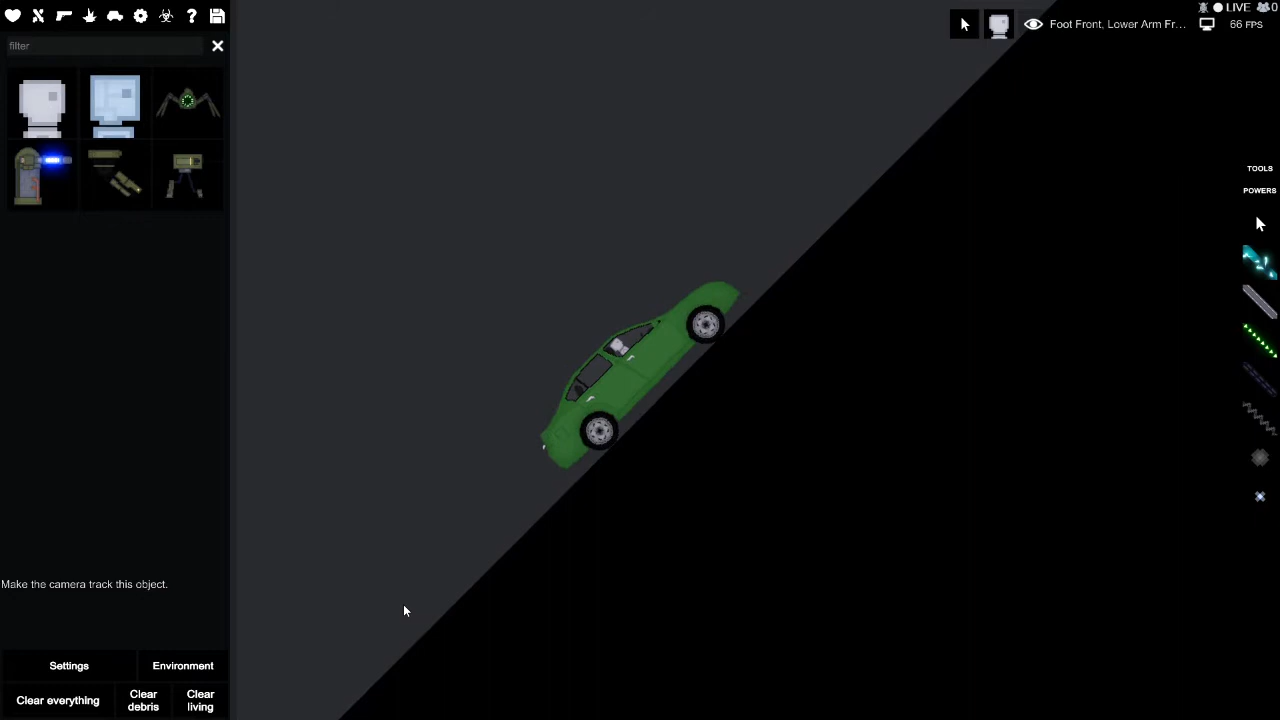 LIVE 0
Foot Front, Lower Arm Fr...
66 FPS
filter
TOOLS
POWERS
Make the camera track this object.
Settings
Environment
Clear everything
Clear
debris
Clear
living